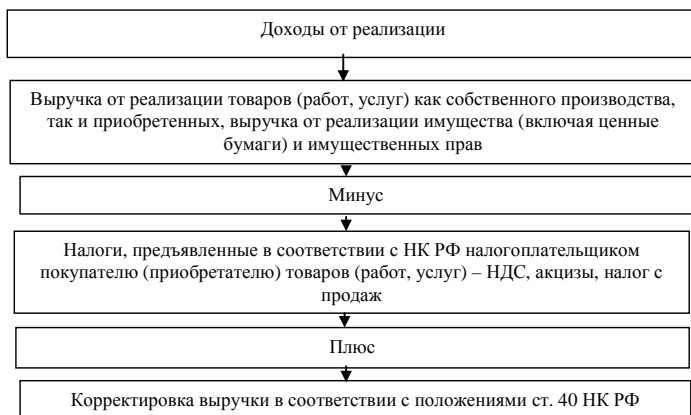 Доходы от реализации
Выручка от реализации товаров (работ, услуг) как собственного производства,
так и приобретенных, выручка от реализации имущества (включая ценные
бумаги) и имущественных прав
Минус
Налоги, предъявленные в соответствии с НК РФ налогоплательщиком
покупателю (приобретателю) товаров (работ, услуг) – НДС, акцизы, налог с
продаж
Плюс
Корректировка выручки в соответствии с положениями ст. 40 НК РФ